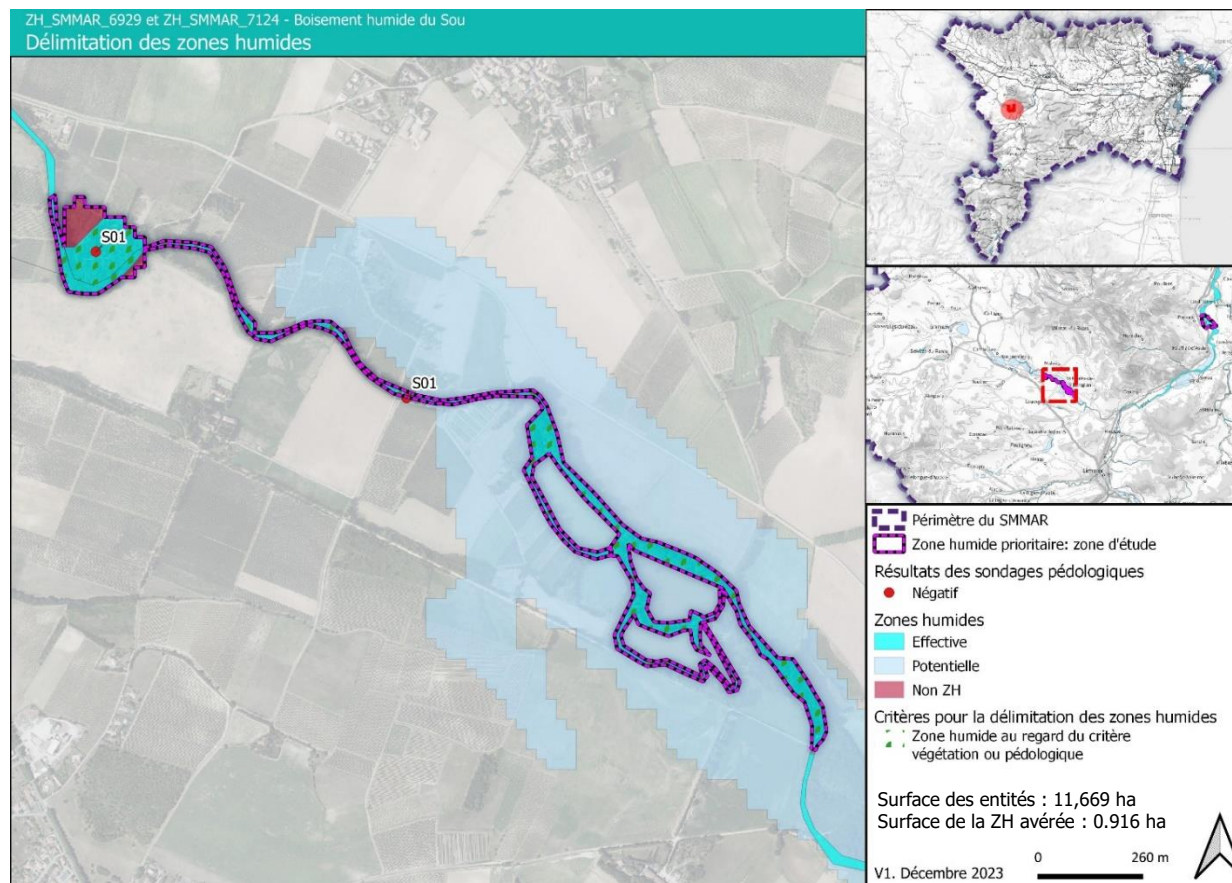 ZH_SMMAR_6929 et ZH_SMMAR_7124 - Boisement humide du Sou
Délimitation des zones humides
S01
S01
Périmètre du SMMAR
Zone humide prioritaire: zone d'étude
Résultats des sondages pédologiques
Négatif
Zones humides
Effective
Potentielle
Non ZH
Critères pour la délimitation des zones humides
Zone humide au regard du critère
végétation ou pédologique
Surface des entités : 11,669 ha
Surface de la ZH avérée : 0.916 ha
V1. Décembre 2023
0 260 m